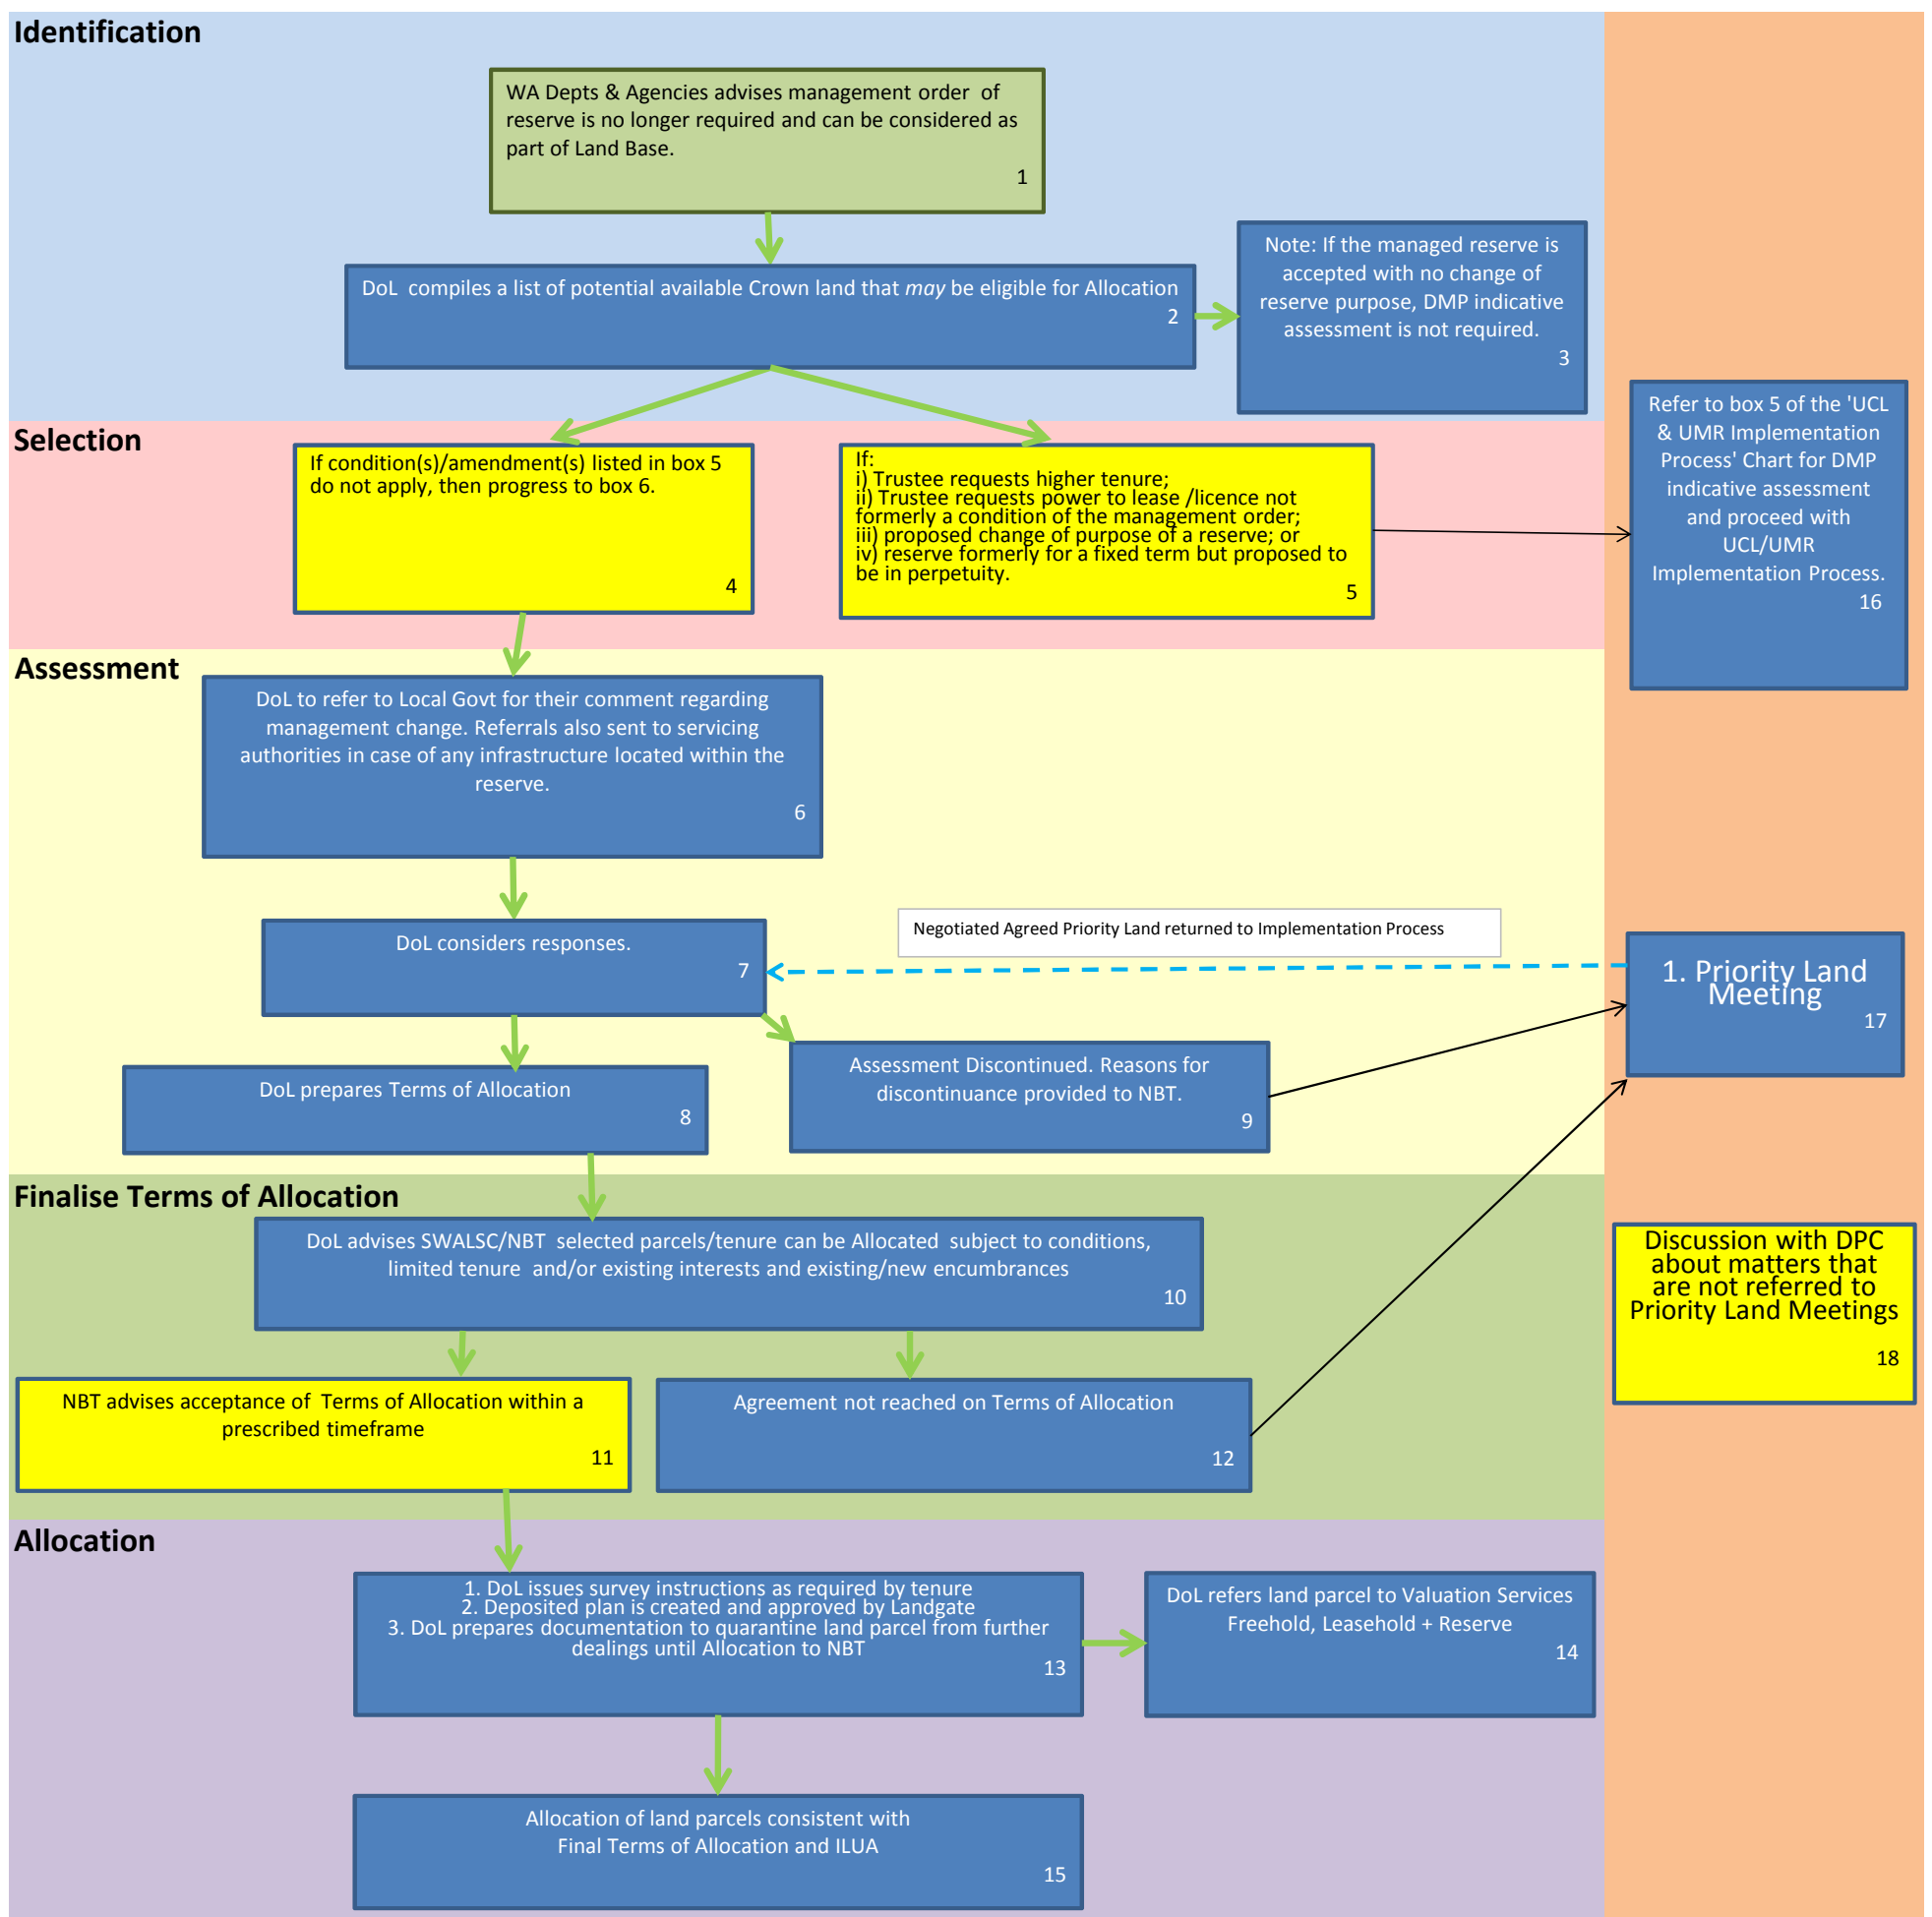 Identification
WA Depts & Agencies advises management order of
reserve is no longer required and can be considered as
part of Land Base.
1
DoL compiles a list of potential available Crown land that may be eligible for Allocation
2
Note: If the managed reserve is
accepted with no change of
reserve purpose, DMP indicative
assessment is not required.
3
Selection
If condition(s)/amendment(s) listed in box 5
do not apply, then progress to box 6.
4
If:
i) Trustee requests higher tenure;
ii) Trustee requests power to lease /licence not
formerly a condition of the management order;
iii) proposed change of purpose of a reserve; or
iv) reserve formerly for a fixed term but proposed to
be in perpetuity.
5
Refer to box 5 of the 'UCL
& UMR Implementation
Process' Chart for DMP
indicative assessment
and proceed with
UCL/UMR
Implementation Process.
16
Assessment
DoL to refer to Local Govt for their comment regarding
management change. Referrals also sent to servicing
authorities in case of any infrastructure located within the
reserve.
6
DoL considers responses.
7
Negotiated Agreed Priority Land returned to Implementation Process
1. Priority Land
Meeting
17
DoL prepares Terms of Allocation
8
Assessment Discontinued. Reasons for
discontinuance provided to NBT.
9
Finalise Terms of Allocation
DoL advises SWALSC/NBT selected parcels/tenure can be Allocated subject to conditions,
limited tenure and/or existing interests and existing/new encumbrances
10
Discussion with DPC
about matters that
are not referred to
Priority Land Meetings
18
NBT advises acceptance of Terms of Allocation within a
prescribed timeframe
11
Agreement not reached on Terms of Allocation
12
Allocation
1. DoL issues survey instructions as required by tenure
2. Deposited plan is created and approved by Landgate
3. DoL prepares documentation to quarantine land parcel from further
dealings until Allocation to NBT
13
DoL refers land parcel to Valuation Services
Freehold, Leasehold + Reserve
14
Allocation of land parcels consistent with
Final Terms of Allocation and ILUA
15